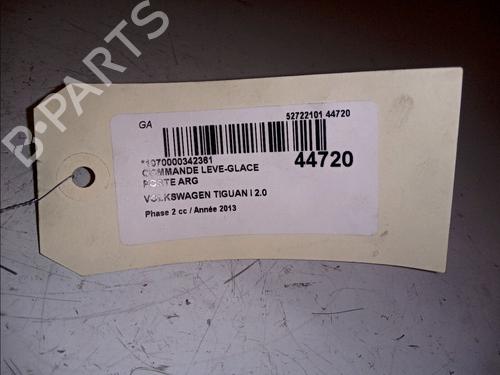 B-PARTS
GA
52722101 44720
*1070000342361
44720
COMMANDE LEVE-GLACE
PORTE ARG
VOLKSWAGEN TIGUAN I 2.0
Phase 2 cc / Année 2013